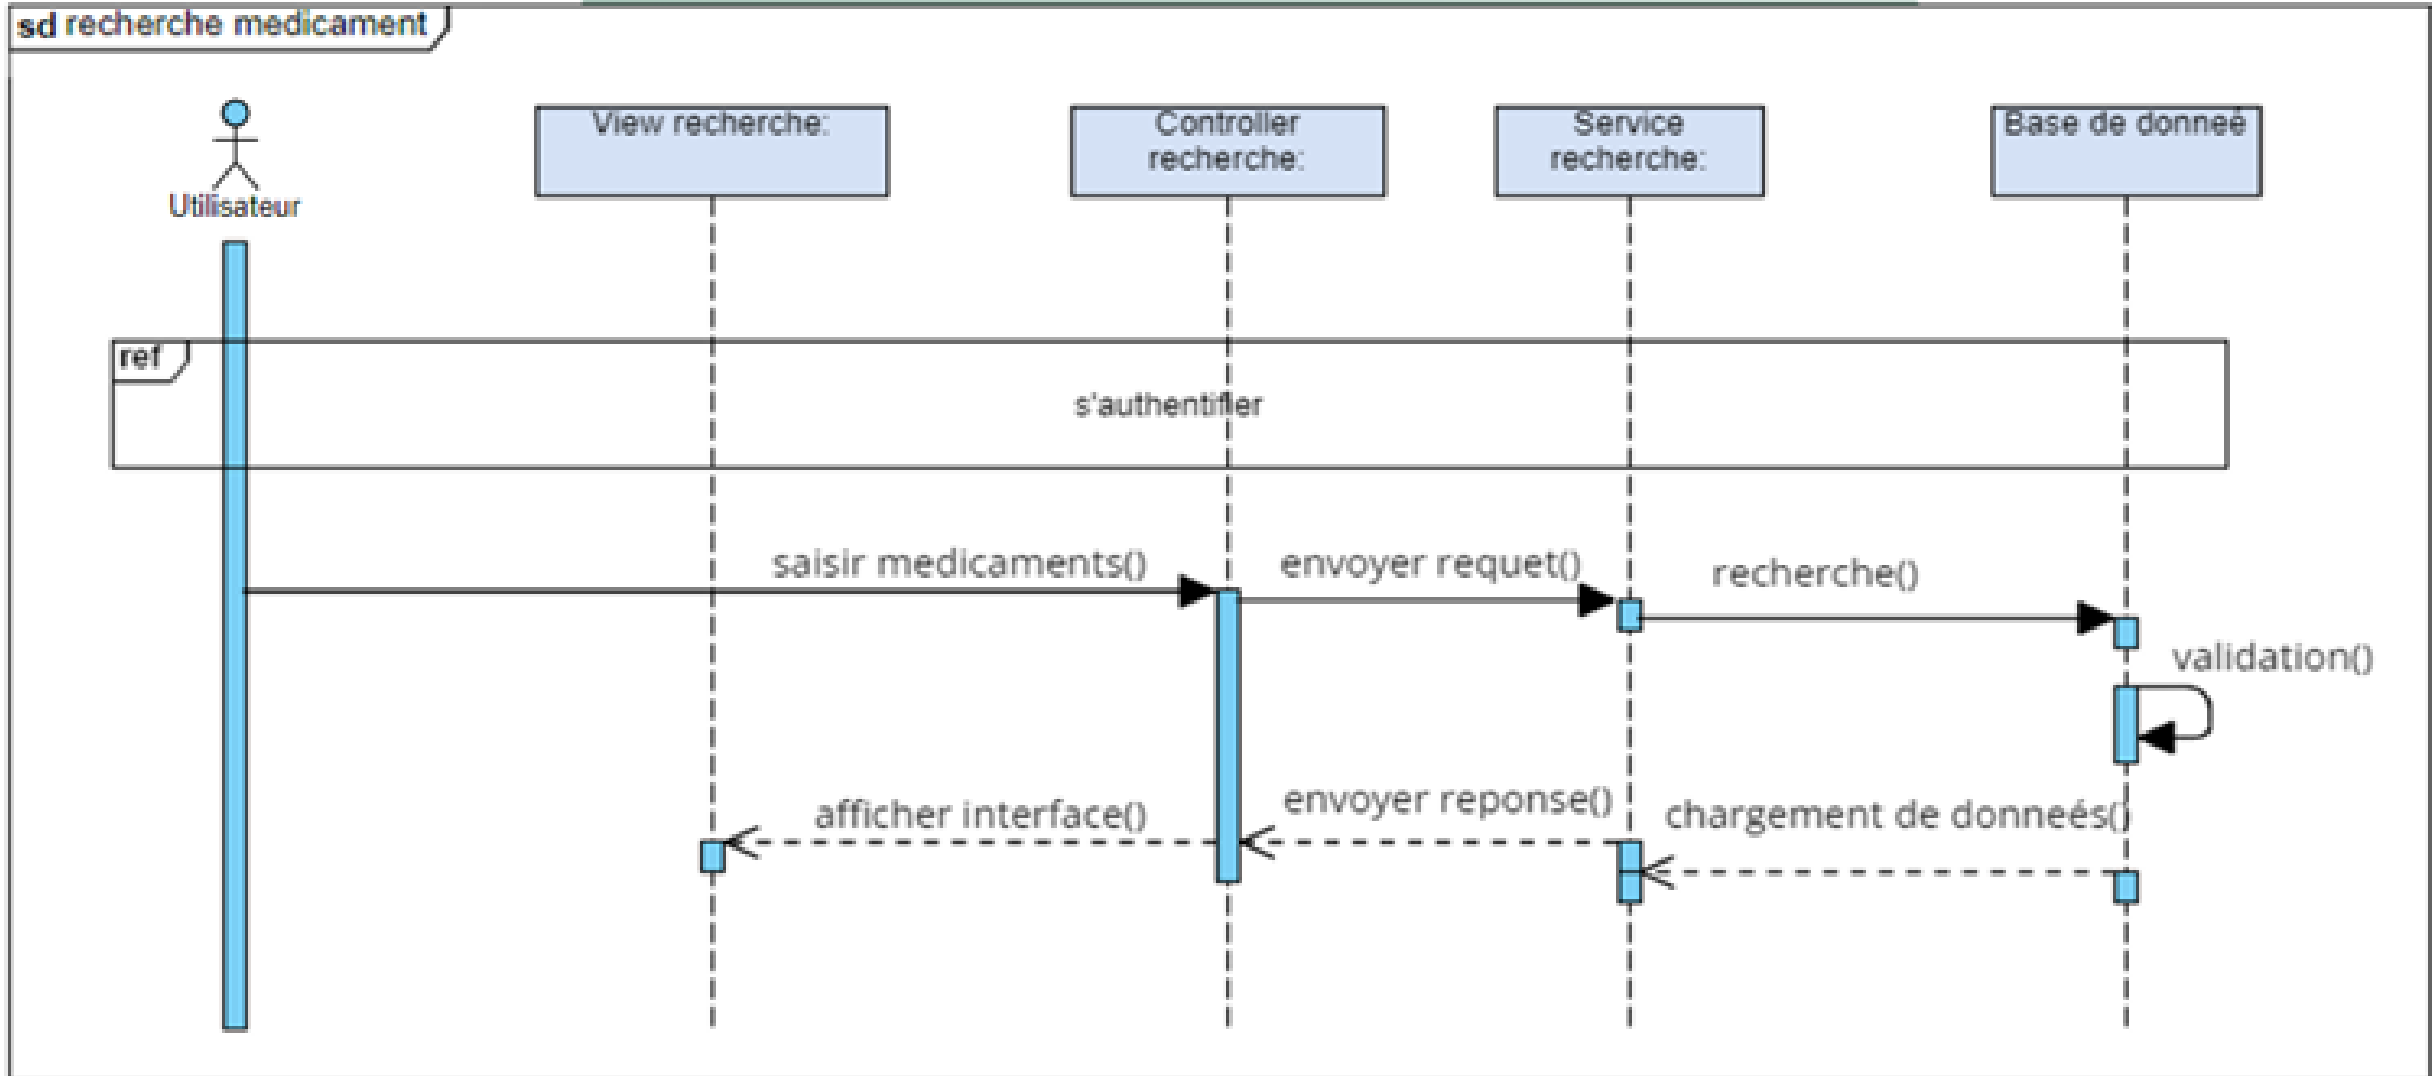 sd recherche medicament
Utilisateur
View recherche:
Controller
recherche:
Service
recherche:
Base de donneé
ref
s'authentifier
saisir medicaments()
envoyer requet()
recherche()
validation()
afficher interface()
envoyer reponse()
chargement de donneés()